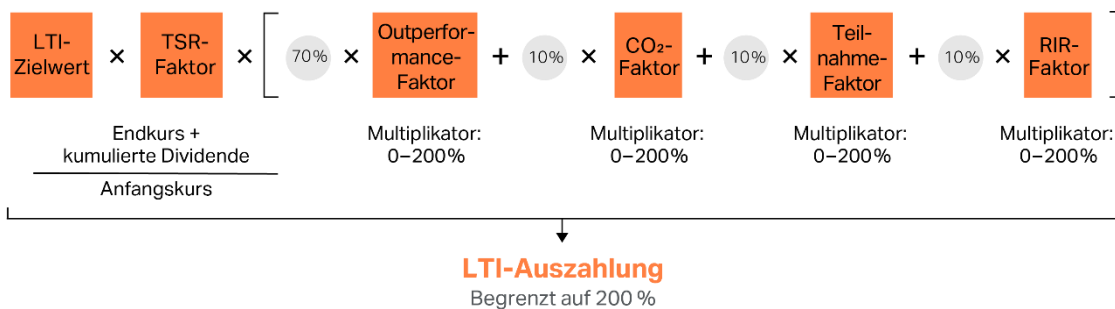 LTI-
Zielwert
×
TSR-
Faktor
×
70%
×
Outperfor-
mance-
Faktor
+
10%
×
CO₂-
Faktor
+
10%
×
Teil-
nahme-
Faktor
+
10%
×
RIR-
Faktor
Endkurs +
kumulierte Dividende
Anfangskurs
Multiplikator:
0–200%
Multiplikator:
0–200%
Multiplikator:
0–200%
Multiplikator:
0–200%
LTI-Auszahlung
Begrenzt auf 200 %